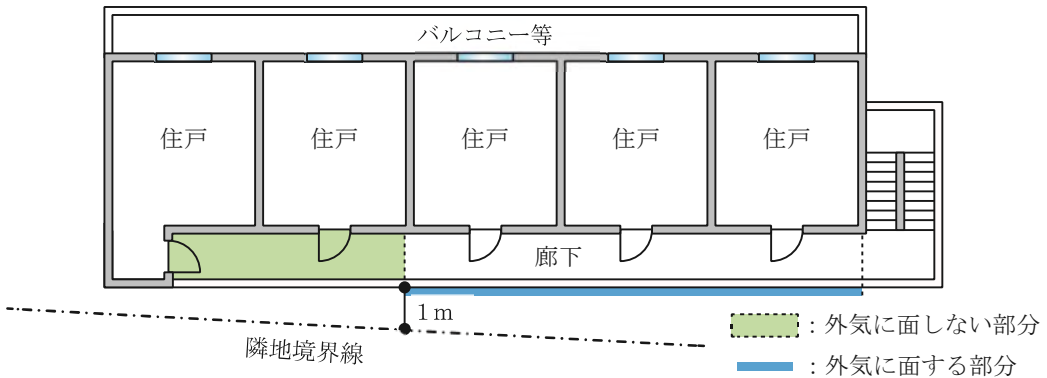 バルコニー等
住戸
住戸
住戸
住戸
住戸
廊下
1m
隣地境界線
：外気に面しない部分
：外気に面する部分